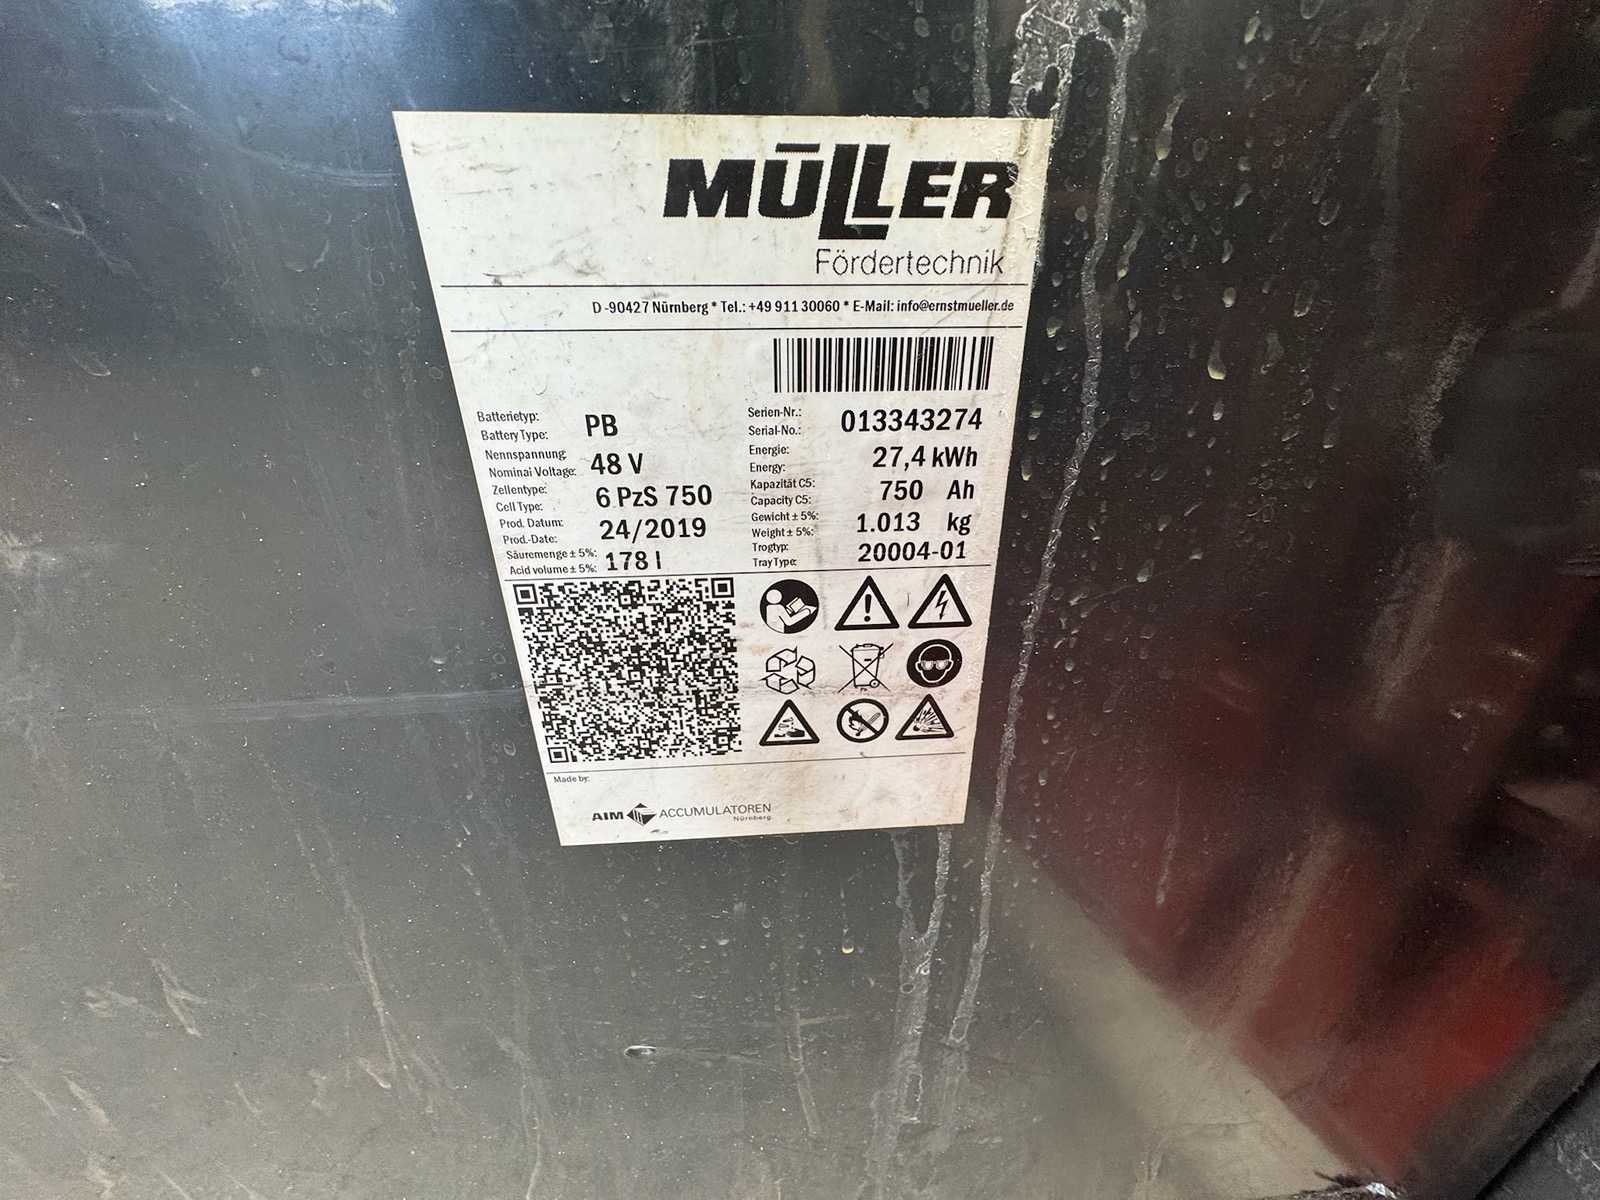 MÜLLER
Fördertechnik
D -90427 Nürnberg * Tel.: +49 911 30060 * E-Mail: info@ernstmueller.de
Batterietyp:
Battery Type: PB
Serien-Nr.:
Serial-No.: 013343274
Nennspannung:
Nominal Voltage: 48 V
Energie:
Energy: 27,4 kWh
Zellentype:
Cell Type: 6 PzS 750
Kapazität C5:
Capacity C5: 750 Ah
Prod. Datum:
Prod.-Date: 24/2019
Gewicht ± 5%:
Weight ± 5%: 1.013 kg
Säuremenge ± 5%:
Acid volume ± 5%: 178 l
Trogtyp:
Tray Type: 20004-01
Made by:
AIM ACCUMULATOREN
Nürnberg